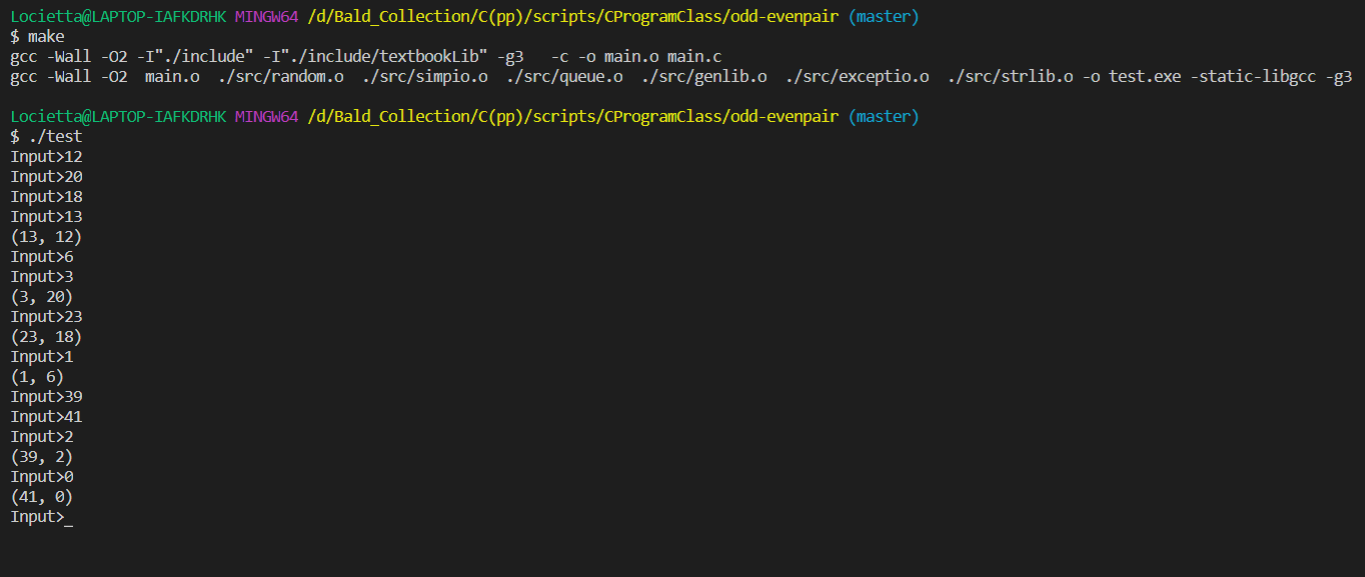 Locietta@LAPTOP-IAFKDRHK MINGW64 /d/Bald_Collection/C(pp)/scripts/CProgramClass/odd-evenpair (master)
$ make
gcc -Wall -O2 -I"./include" -I"./include/textbookLib" -g3   -c -o main.o main.c
gcc -Wall -O2  main.o  ./src/random.o  ./src/simpio.o  ./src/queue.o  ./src/genlib.o  ./src/exceptio.o  ./src/strlib.o -o test.exe -static-libgcc -g3
Locietta@LAPTOP-IAFKDRHK MINGW64 /d/Bald_Collection/C(pp)/scripts/CProgramClass/odd-evenpair (master)
$ ./test
Input>12
Input>20
Input>18
Input>13
(13, 12)
Input>6
Input>3
(3, 20)
Input>23
(23, 18)
Input>1
(1, 6)
Input>39
Input>41
Input>2
(39, 2)
Input>0
(41, 0)
Input>_